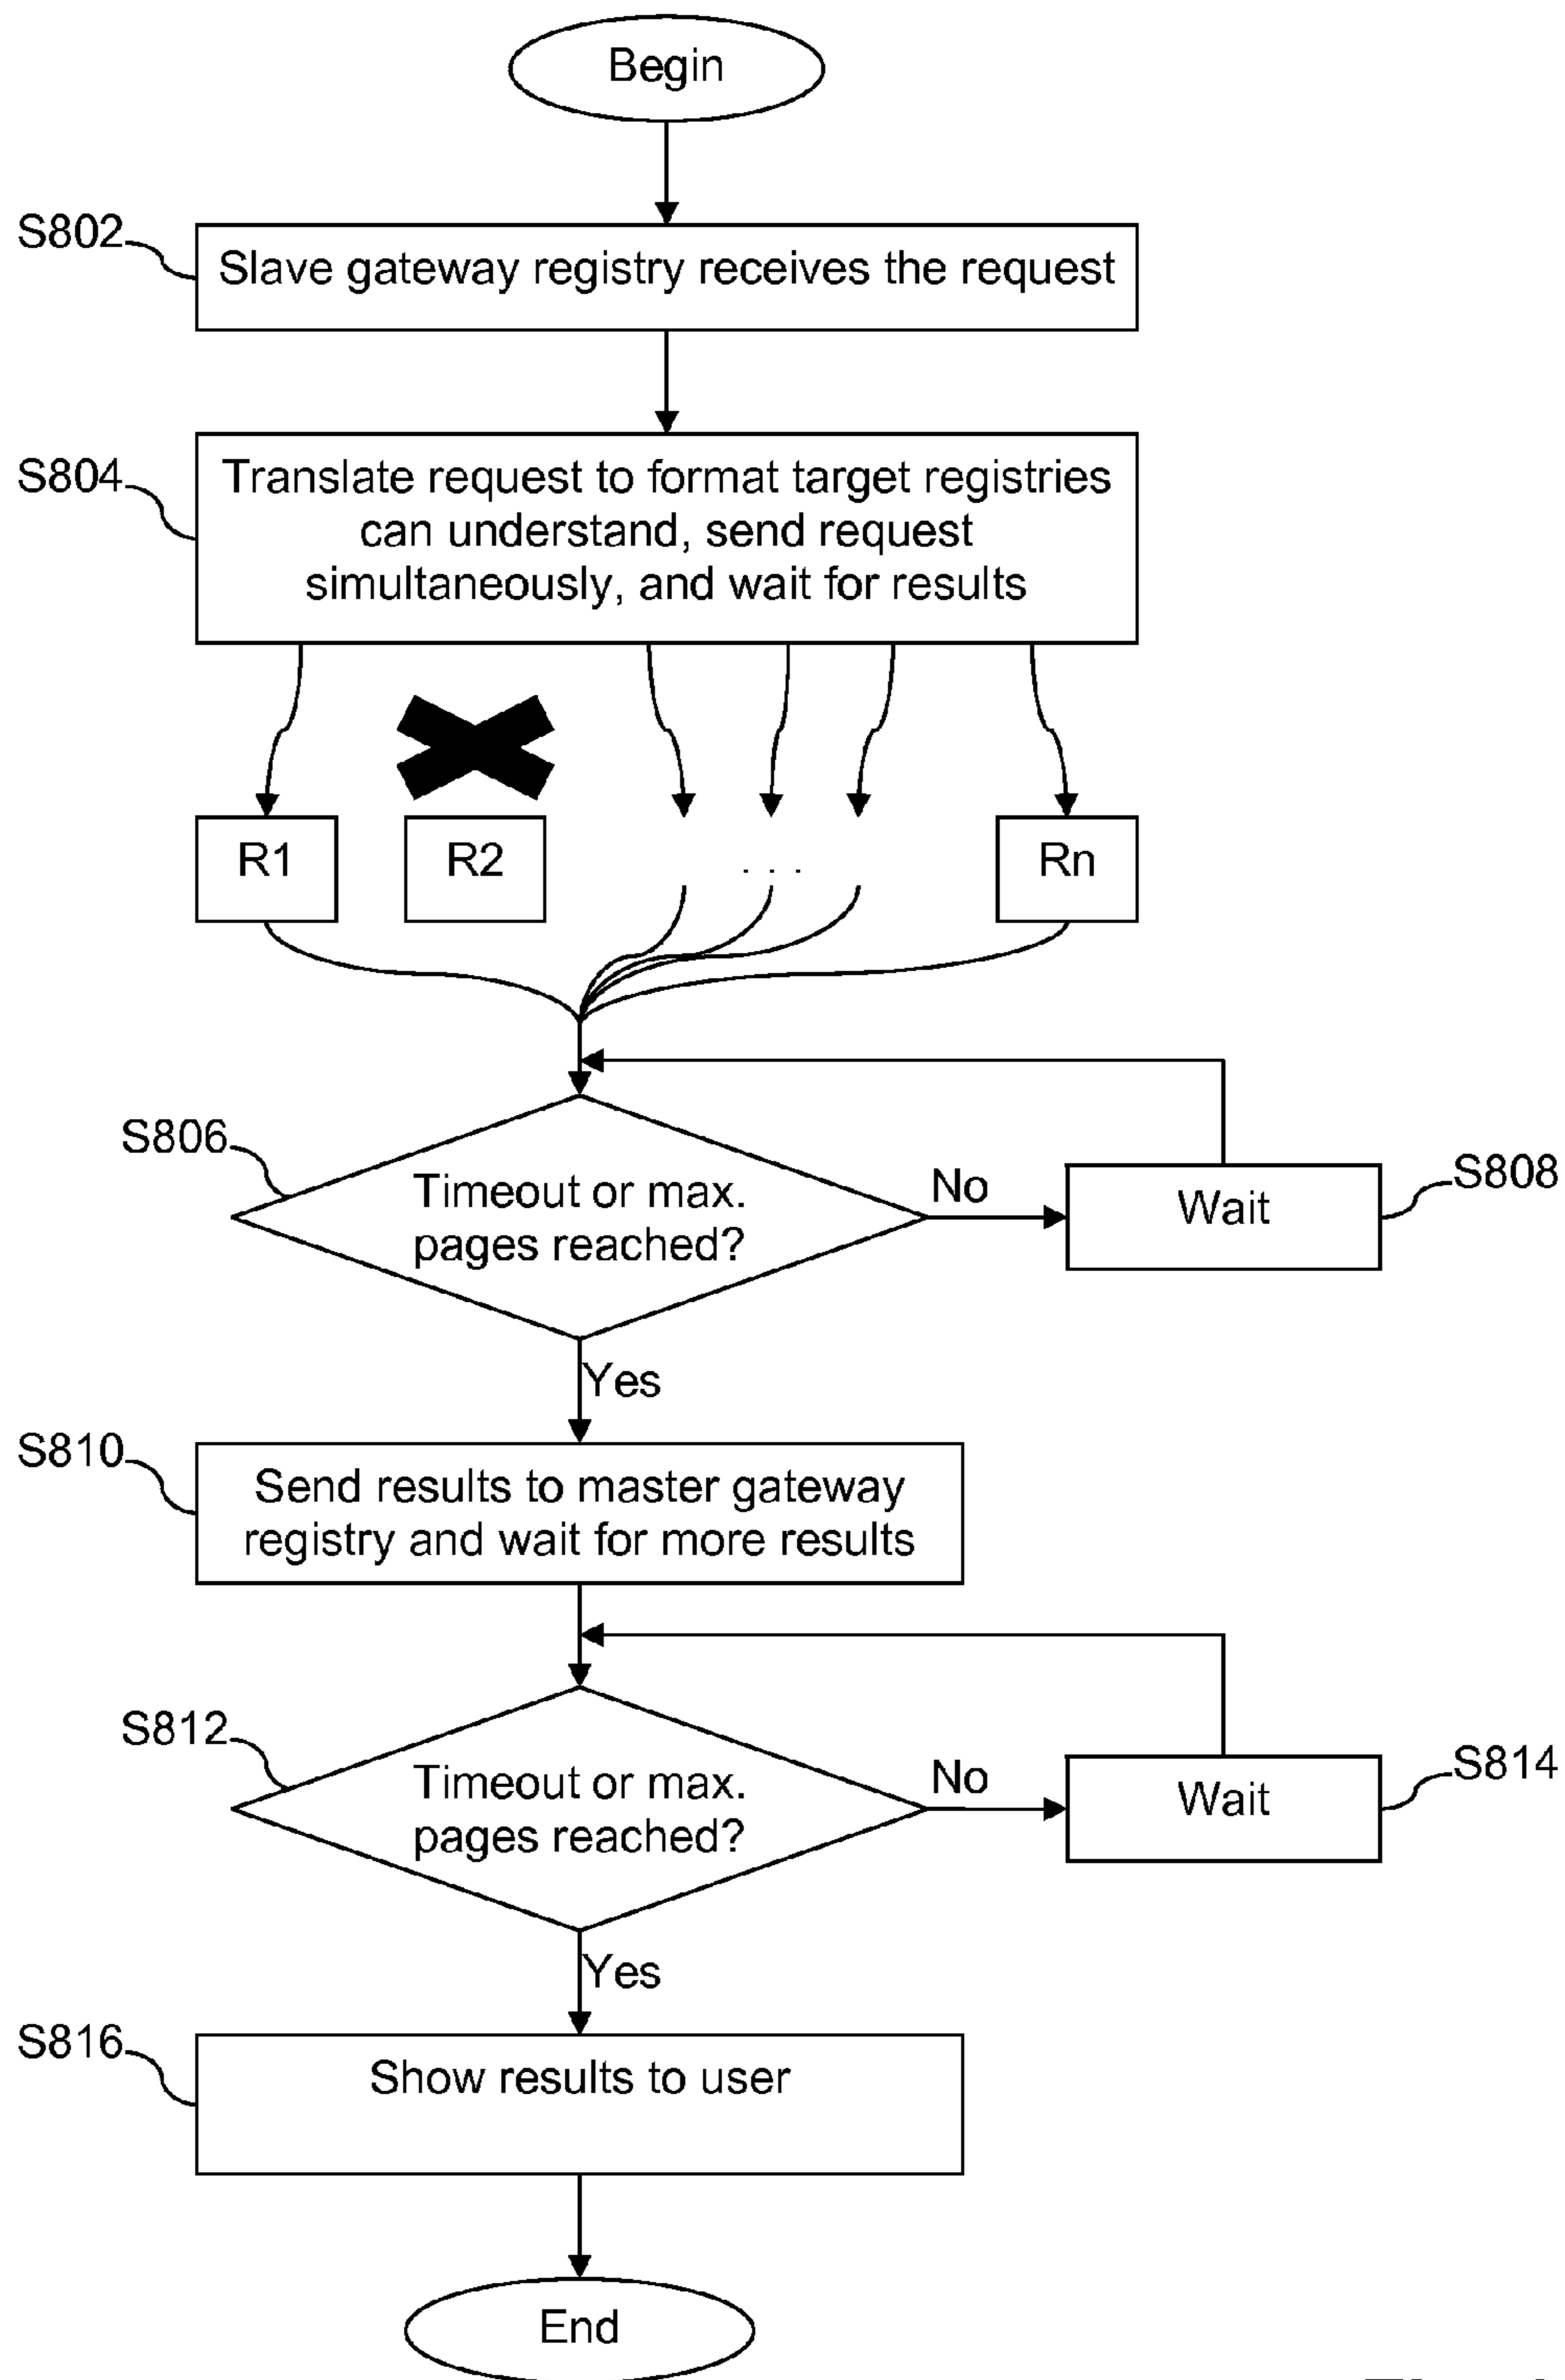 Begin
S802
Slave gateway registry receives the request
S804
Translate request to format target registries
can understand, send request
simultaneously, and wait for results
R1
R2
. . .
Rn
S806
Timeout or max.
pages reached?
No
Wait
S808
Yes
S810
Send results to master gateway
registry and wait for more results
S812
Timeout or max.
pages reached?
No
Wait
S814
Yes
S816
Show results to user
End